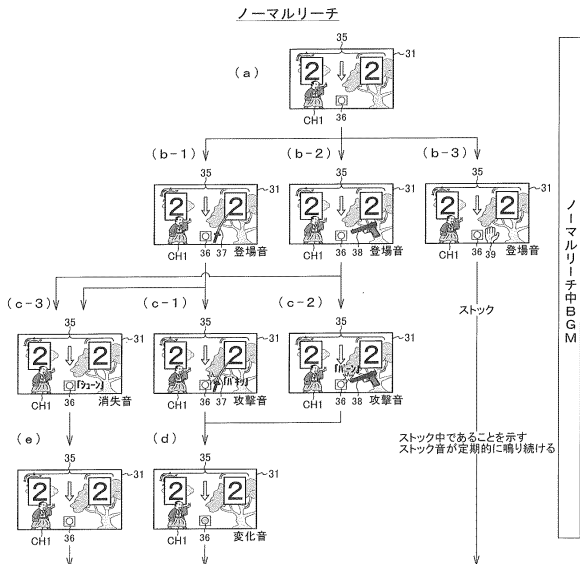 ノーマルリーチ
35
31
(a)
2 2
CH1 36
(b-1) (b-2) (b-3)
35 35 35
31 31 31
2 2 2 2 2 2
CH1 36 37 登場音 CH1 36 38 登場音 CH1 36 39 登場音
(c-3) (c-1) (c-2) ストック
35 35 35
31 31 31
2 2 2 2 2 2
「シューン」 「バキッ」 「バーン」
CH1 36 消失音 CH1 36 37 攻撃音 CH1 36 38 攻撃音
(e) (d)
ストック中であることを示す
ストック音が定期的に鳴り続ける
35 35
31 31
2 2 2 2
CH1 36 CH1 36 変化音
ノーマルリーチ中BGM